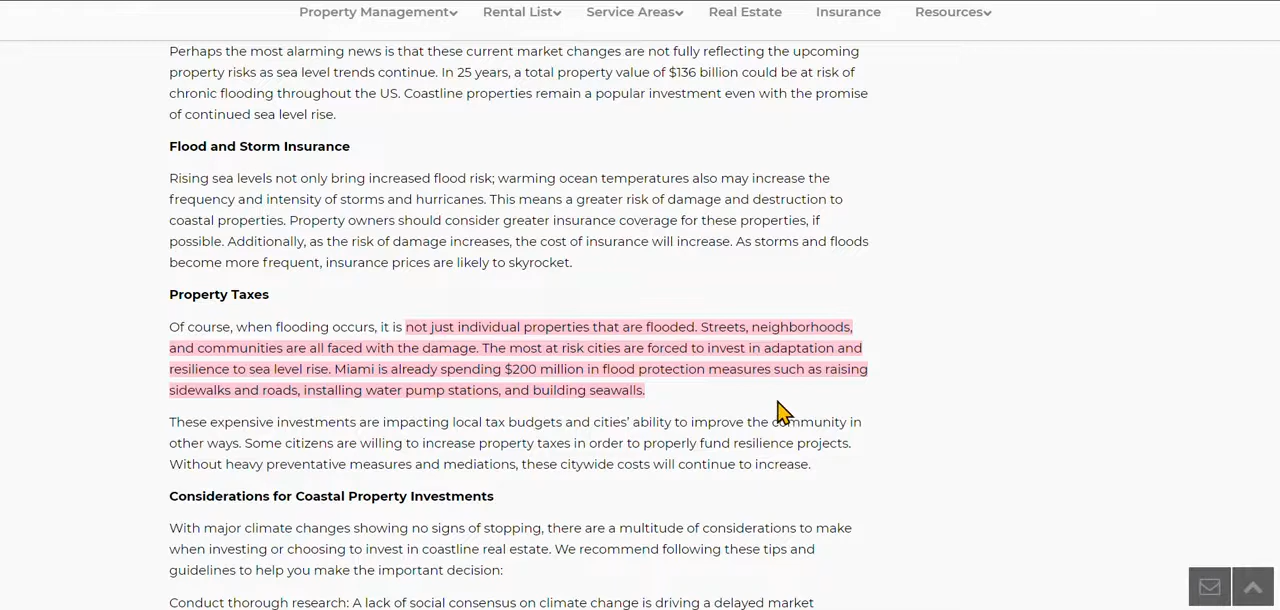 Property Management Rental List Service Areas Real Estate Insurance Resources
Perhaps the most alarming news is that these current market changes are not fully reflecting the upcoming
property risks as sea level trends continue. In 25 years, a total property value of $136 billion could be at risk of
chronic flooding throughout the US. Coastline properties remain a popular investment even with the promise
of continued sea level rise.
Flood and Storm Insurance
Rising sea levels not only bring increased flood risk; warming ocean temperatures also may increase the
frequency and intensity of storms and hurricanes. This means a greater risk of damage and destruction to
coastal properties. Property owners should consider greater insurance coverage for these properties, if
possible. Additionally, as the risk of damage increases, the cost of insurance will increase. As storms and floods
become more frequent, insurance prices are likely to skyrocket.
Property Taxes
Of course, when flooding occurs, it is not just individual properties that are flooded. Streets, neighborhoods,
and communities are all faced with the damage. The most at risk cities are forced to invest in adaptation and
resilience to sea level rise. Miami is already spending $200 million in flood protection measures such as raising
sidewalks and roads, installing water pump stations, and building seawalls.
These expensive investments are impacting local tax budgets and cities’ ability to improve the community in
other ways. Some citizens are willing to increase property taxes in order to properly fund resilience projects.
Without heavy preventative measures and mediations, these citywide costs will continue to increase.
Considerations for Coastal Property Investments
With major climate changes showing no signs of stopping, there are a multitude of considerations to make
when investing or choosing to invest in coastline real estate. We recommend following these tips and
guidelines to help you make the important decision:
Conduct thorough research: A lack of social consensus on climate change is driving a delayed market